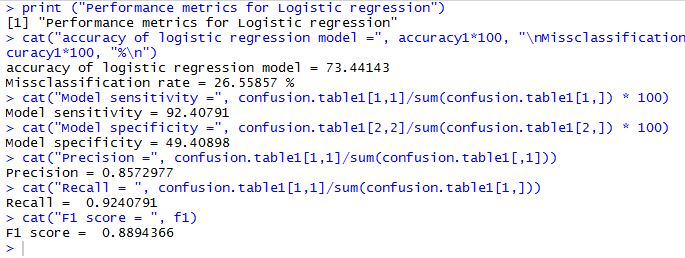 > print ("Performance metrics for Logistic regression")
[1] "Performance metrics for Logistic regression"
> cat("accuracy of logistic regression model =", accuracy1*100, "\nMissclassification
curacy1*100, "%\n")
accuracy of logistic regression model = 73.44143
Missclassification rate = 26.55857 %
> cat("Model sensitivity =", confusion.table1[1,1]/sum(confusion.table1[1,]) * 100)
Model sensitivity = 92.40791
> cat("Model specificity =", confusion.table1[2,2]/sum(confusion.table1[2,]) * 100)
Model specificity = 49.40898
> cat("Precision =", confusion.table1[1,1]/sum(confusion.table1[,1]))
Precision = 0.8572977
> cat("Recall = ", confusion.table1[1,1]/sum(confusion.table1[1,]))
Recall =  0.9240791
> cat("F1 score = ", f1)
F1 score =  0.8894366
>